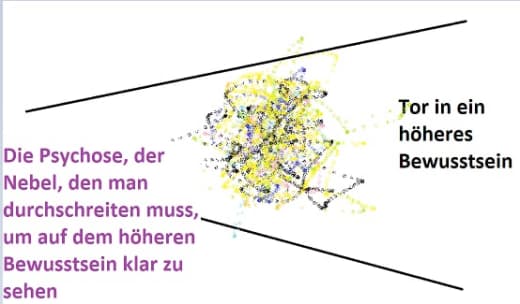 Die Psychose, der
Nebel, den man
durchschreiten muss,
um auf dem höheren
Bewusstsein klar zu
sehen
Tor in ein
höheres
Bewusstsein